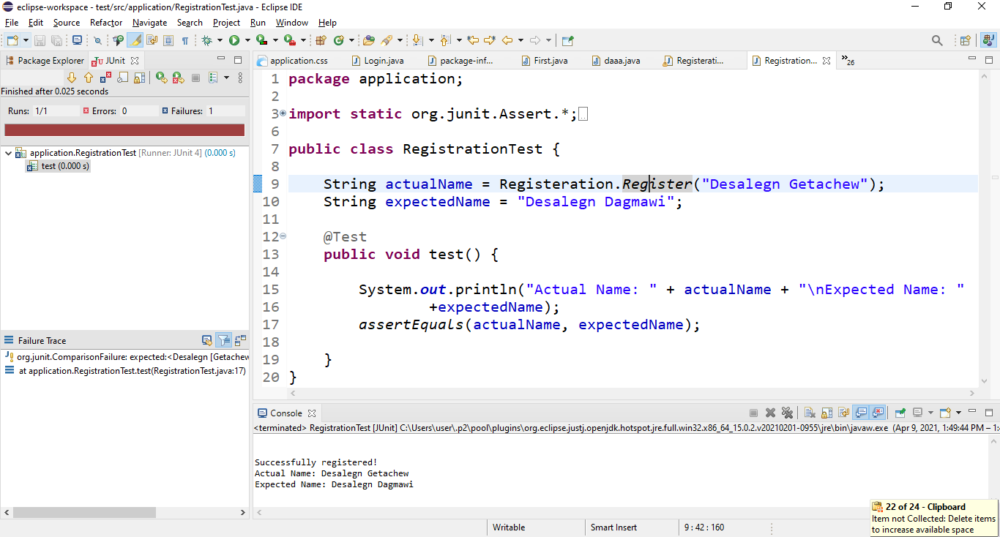 eclipse-workspace - test/src/application/RegistrationTest.java - Eclipse IDE
File Edit Source Refactor Navigate Search Project Run Window Help
Package Explorer JUnit
Finished after 0.025 seconds
Runs: 1/1 Errors: 0 Failures: 1
application.RegistrationTest [Runner: JUnit 4] (0.000 s)
test (0.000 s)
Failure Trace
org.junit.ComparisonFailure: expected:<Desalegn [Getachew
at application.RegistrationTest.test(RegistrationTest.java:17)
application.css Login.java package-inf... First.java daaa.java Registerati... Registration... »26
1 package application;
2
3 import static org.junit.Assert.*;
6
7 public class RegistrationTest {
8
9 String actualName = Registeration.Register("Desalegn Getachew");
10 String expectedName = "Desalegn Dagmawi";
11
12 @Test
13 public void test() {
14
15 System.out.println("Actual Name: " + actualName + "\nExpected Name: "
16 +expectedName);
17 assertEquals(actualName, expectedName);
18
19 }
20 }
Console
<terminated> RegistrationTest [JUnit] C:\Users\user\.p2\pool\plugins\org.eclipse.justj.openjdk.hotspot.jre.full.win32.x86_64_15.0.2.v20210201-0955\jre\bin\javaw.exe (Apr 9, 2021, 1:49:44 PM – 1:
Successfully registered!
Actual Name: Desalegn Getachew
Expected Name: Desalegn Dagmawi
Writable Smart Insert 9 : 42 : 160
22 of 24 - Clipboard
Item not Collected: Delete items
to increase available space